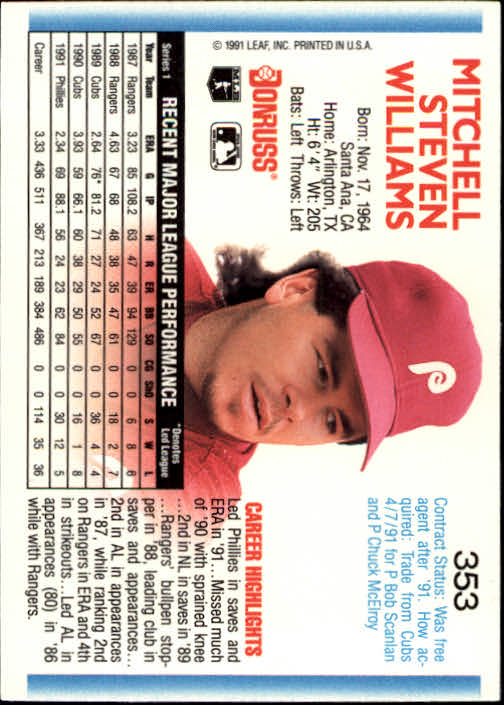 MITCHELL
STEVEN
WILLIAMS
353
Born: Nov. 17, 1964
Santa Ana, CA
Home: Arlington, TX
Ht: 6' 4" Wt: 205
Bats: Left Throws: Left
DONRUSS®
MLB
© 1991 LEAF, INC. PRINTED IN U.S.A.
P
Contract Status: Was free
agent after '91. How ac-
quired: Trade from Cubs
4/7/91 for P Bob Scanlan
and P Chuck McElroy
CAREER HIGHLIGHTS
Led Phillies in saves and
ERA in '91...Missed much
of '90 with sprained knee
...2nd in NL in saves in '89
...Rangers' bullpen stop-
per in '88, leading club in
saves and appearances...
2nd in AL in appearances
in '87, while ranking 2nd
on Rangers in ERA and 4th
in strikeouts...Led AL in
appearances (80) in '86
while with Rangers.
Series 1 RECENT MAJOR LEAGUE PERFORMANCE *Denotes
Led League
Year Team ERA G IP H R ER BB SO CG ShO S W L
1987 Rangers 3.23 85 108.2 63 47 39 94 129 0 0 6 8 6
1988 Rangers 4.63 67 68 48 38 35 47 61 0 0 18 2 7
1989 Cubs 2.64 76* 81.2 71 27 24 52 67 0 0 36 4 4
1990 Cubs 3.93 59 66.1 60 38 29 50 55 0 0 16 1 8
1991 Phillies 2.34 69 88.1 56 24 23 62 84 0 0 30 12 5
Career 3.33 436 511 367 213 189 384 486 0 0 114 35 36